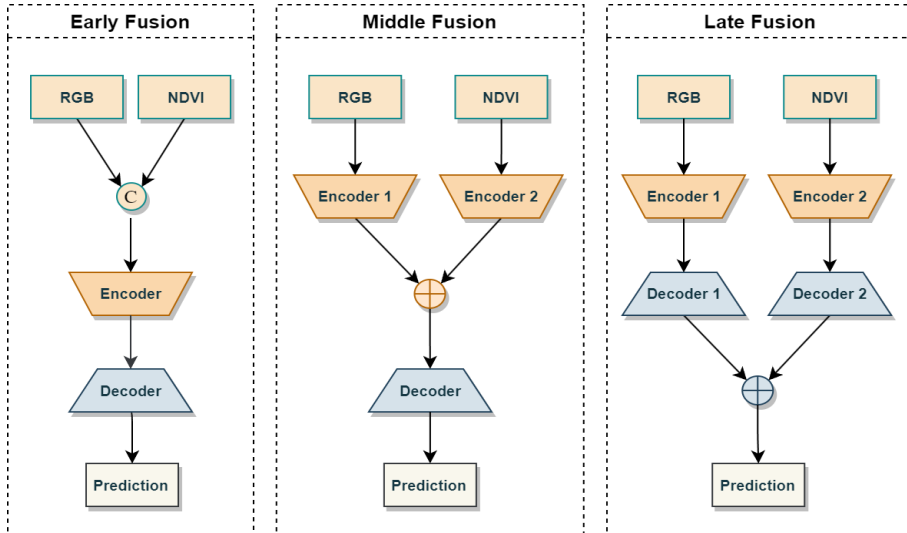 Early Fusion
RGB
NDVI
C
Encoder
Decoder
Prediction
Middle Fusion
RGB
NDVI
Encoder 1
Encoder 2
Decoder
Prediction
Late Fusion
RGB
NDVI
Encoder 1
Encoder 2
Decoder 1
Decoder 2
Prediction